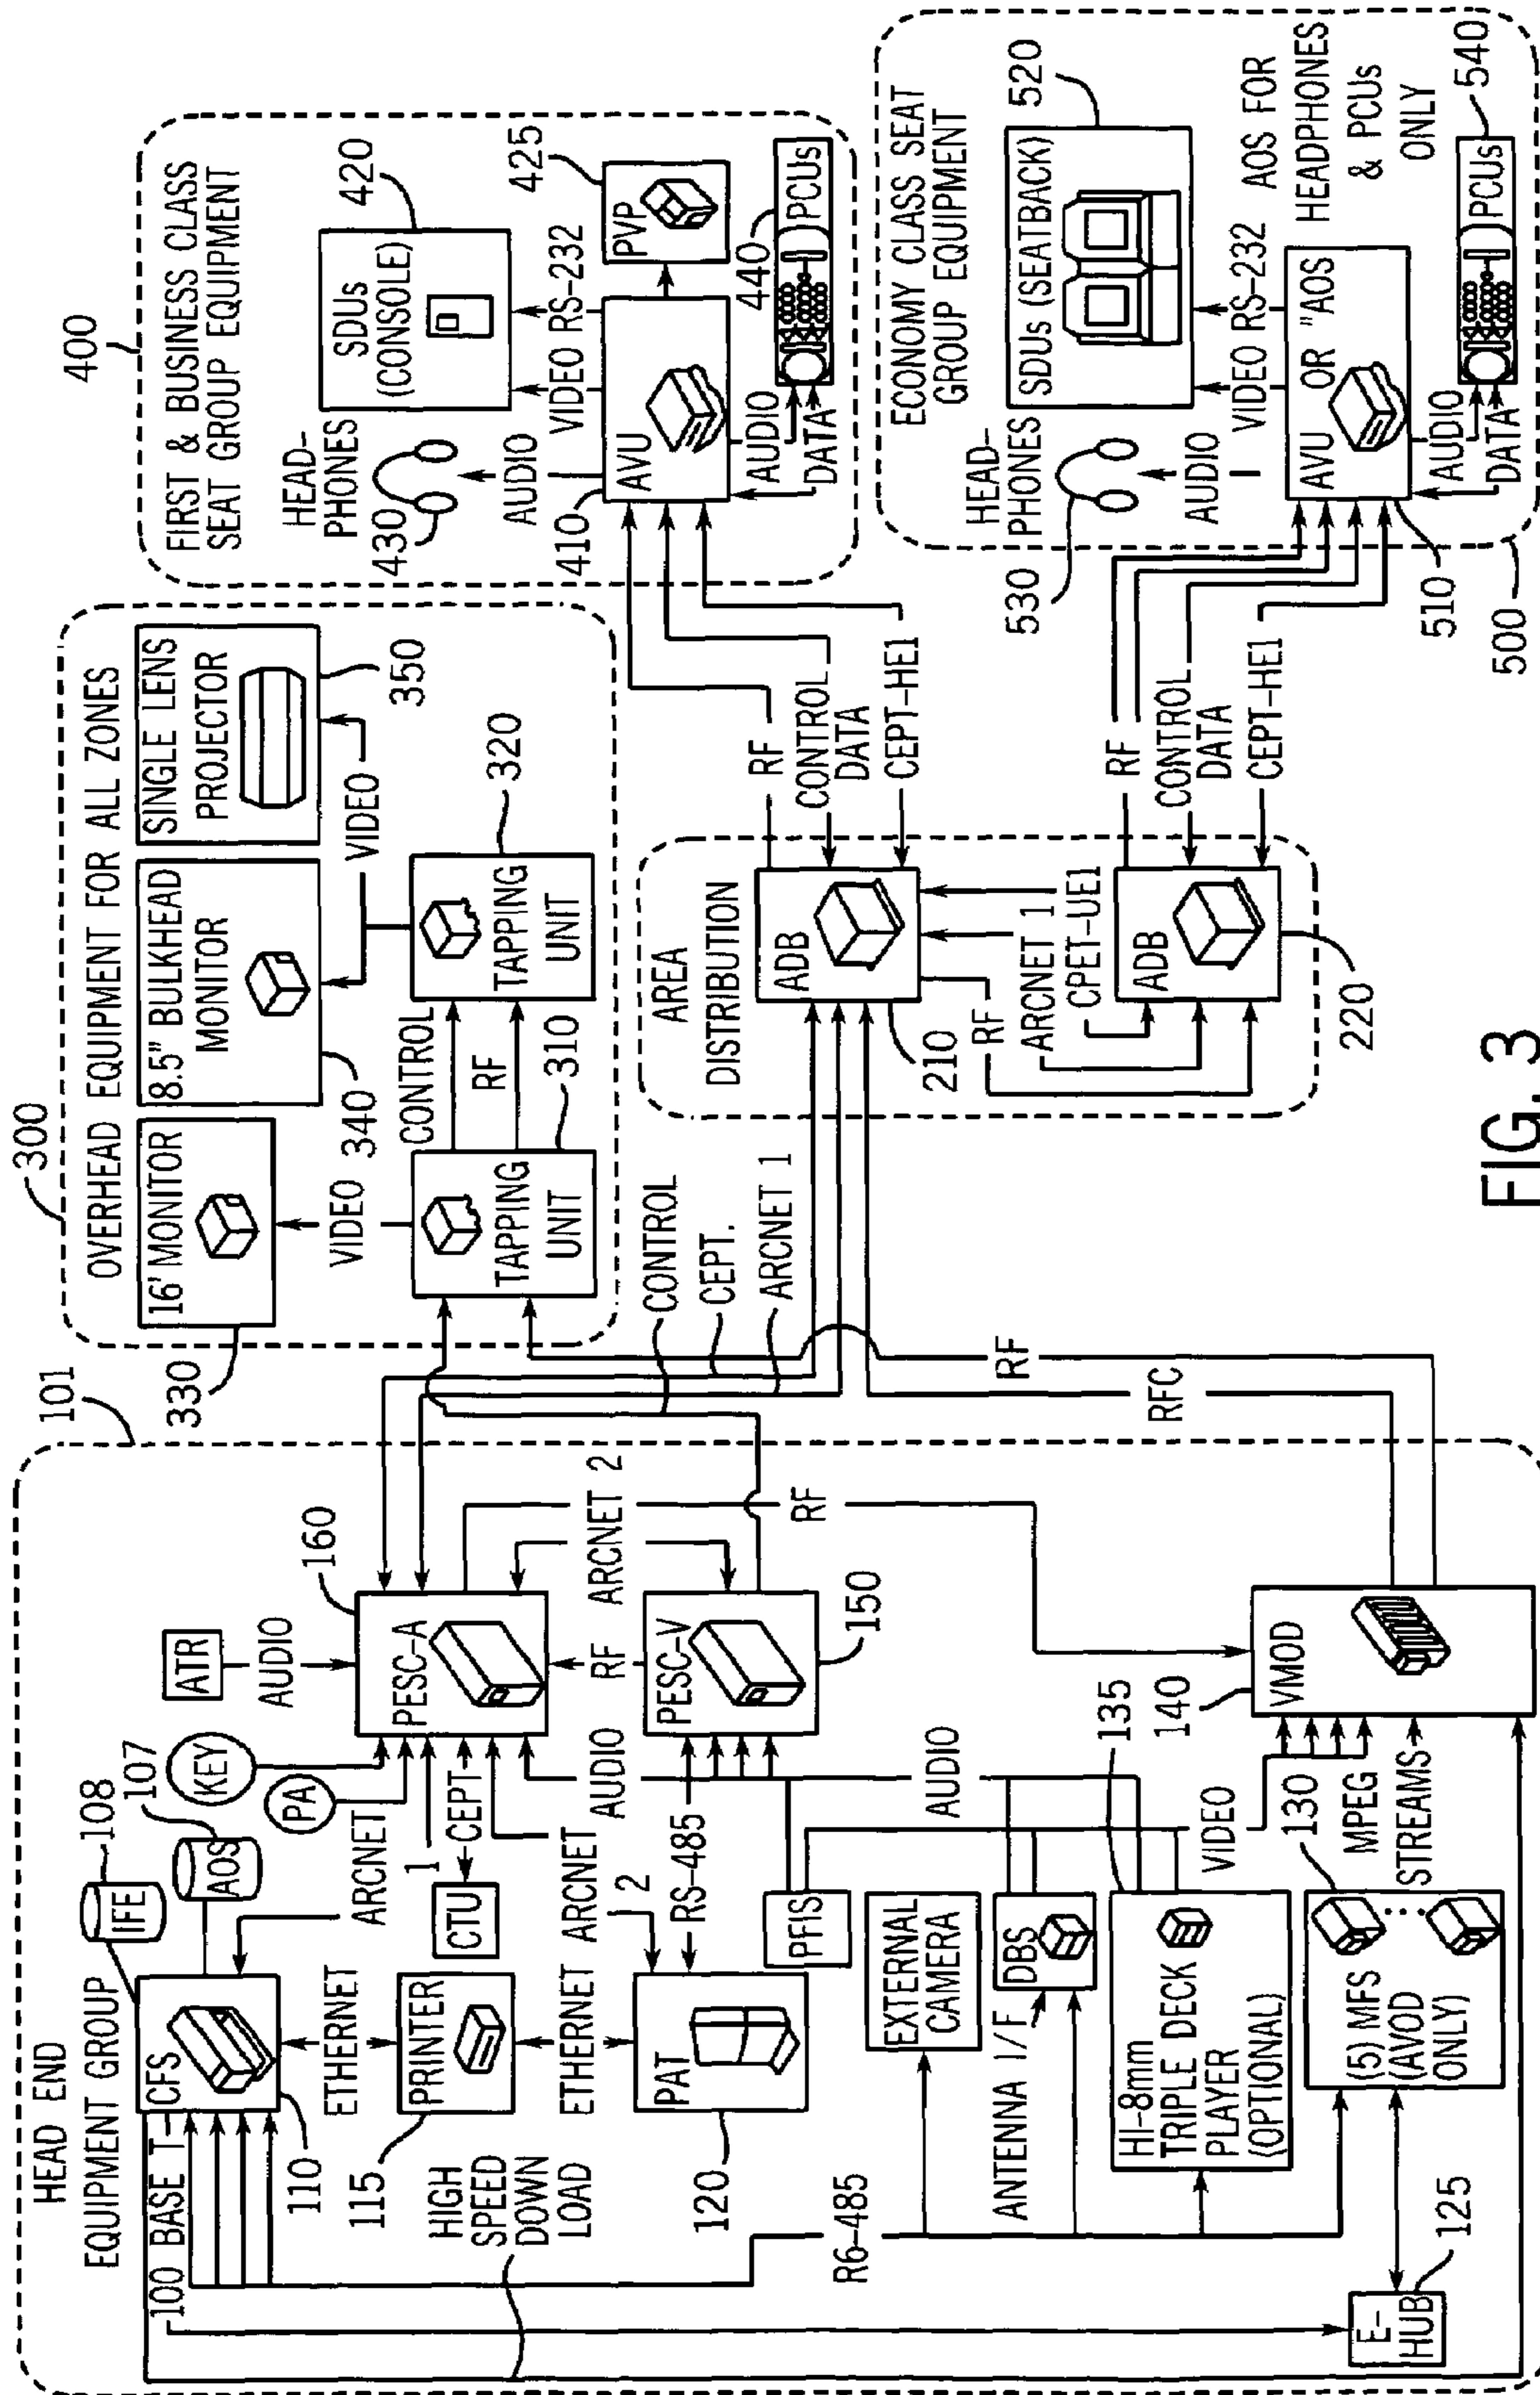 HEAD END
EQUIPMENT GROUP
101
100 BASE T
CFS
110
IFE
108
AOS
107
KEY
PA
ATR
AUDIO
160
PESC-A
ARCNET
1
CEPT
CTU
ETHERNET
PRINTER
115
ETHERNET
ARCNET
2
PAT
120
HIGH
SPEED
DOWN
LOAD
RS-485
AUDIO
RF
ARCNET 2
PESC-V
150
RF
PFIS
EXTERNAL
CAMERA
ANTENNA I/F
DBS
AUDIO
R6-485
HI-8mm
TRIPLE DECK
PLAYER
(OPTIONAL)
135
VIDEO
VMOD
140
MPEG
STREAMS
130
(5) MFS
(AVOD
ONLY)
E-
HUB
125
300
OVERHEAD EQUIPMENT FOR ALL ZONES
16' MONITOR
330
8.5" BULKHEAD
MONITOR
340
SINGLE LENS
PROJECTOR
350
VIDEO
VIDEO
CONTROL
RF
TAPPING
UNIT
310
TAPPING
UNIT
320
CONTROL
CEPT.
ARCNET 1
RF
RFC
AREA
DISTRIBUTION
ADB
210
RF
ARCNET 1
CPET-UE1
ADB
220
RF
CONTROL
DATA
CEPT-HE1
RF
CONTROL
DATA
CEPT-HE1
400
FIRST & BUSINESS CLASS
SEAT GROUP EQUIPMENT
HEAD-
PHONES
430
SDUs
(CONSOLE)
420
AUDIO
VIDEO
RS-232
410
AVU
PVP
425
AUDIO
DATA
440
PCUs
ECONOMY CLASS SEAT
GROUP EQUIPMENT
HEAD-
PHONES
530
SDUs (SEATBACK)
520
AUDIO
VIDEO
RS-232
AVU OR "AOS
510
AOS FOR
HEADPHONES
& PCUs
ONLY
AUDIO
DATA
PCUs
540
500
FIG. 3